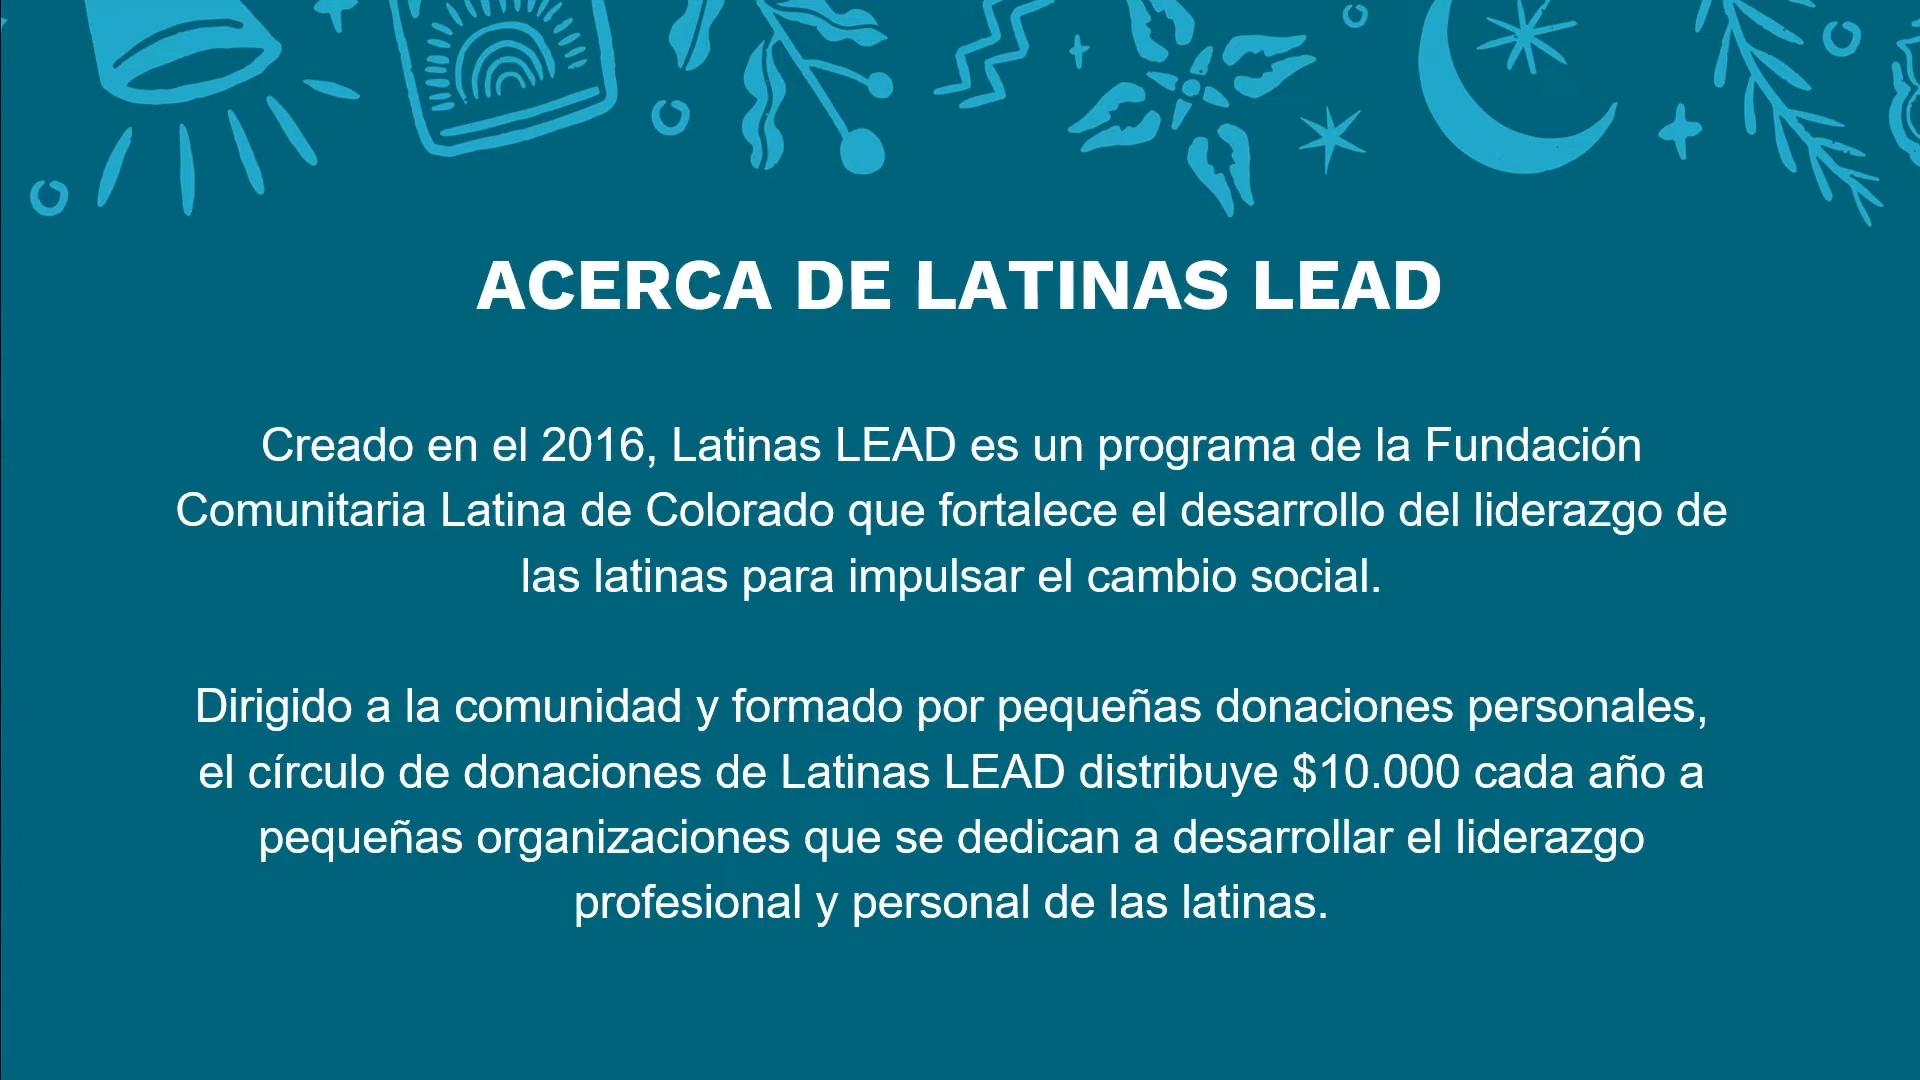 ACERCA DE LATINAS LEAD
Creado en el 2016, Latinas LEAD es un programa de la Fundación
Comunitaria Latina de Colorado que fortalece el desarrollo del liderazgo de
las latinas para impulsar el cambio social.
Dirigido a la comunidad y formado por pequeñas donaciones personales,
el círculo de donaciones de Latinas LEAD distribuye $10.000 cada año a
pequeñas organizaciones que se dedican a desarrollar el liderazgo
profesional y personal de las latinas.